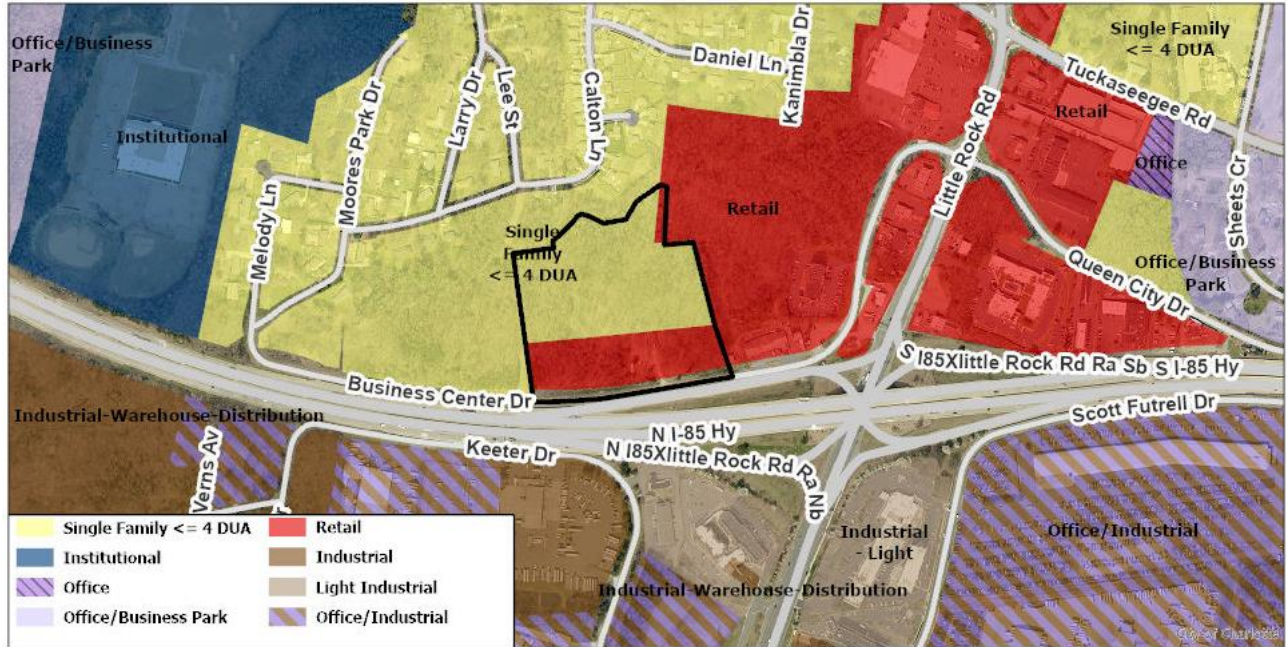 Office/Business
Park
Institutional
Melody Ln
Moores Park Dr
Larry Dr
Lee St
Calton Ln
Daniel Ln
Kanimbla Dr
Single Family
<= 4 DUA
Tuckaseegee Rd
Retail
Office
Little Rock Rd
Sheets Cr
Retail
Single
Family
<= 4 DUA
Office/Business
Park
Queen City Dr
Business Center Dr
S I85Xlittle Rock Rd Ra Sb
S I-85 Hy
Industrial-Warehouse-Distribution
N I-85 Hy
Scott Futrell Dr
Keeter Dr
N I85Xlittle Rock Rd Ra Nb
Verns Av
Industrial
- Light
Office/Industrial
Industrial-Warehouse-Distribution
Single Family <= 4 DUA
Retail
Institutional
Industrial
Office
Light Industrial
Office/Business Park
Office/Industrial
City of Charlotte